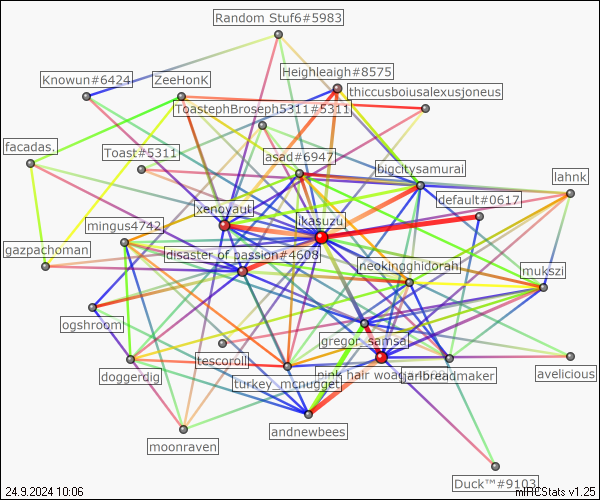 Random Stuf6#5983
Heighleaigh#8575
Knowun#6424
ZeeHonK
thiccusboiusalexusjoneus
ToastephBroseph5311#5311
facadas.
Toast#5311
asad#6947
bigcitysamurai
lahnk
default#0617
xenoyaut
ikasuzu
mingus4742
gazpachoman
disaster of passion#4608
neokingghidorah
mukszi
ogshroom
gregor_samsa
tescoroll
doggerdig
turkey_mcnugget
pink hair woag
garlbreadmaker
avelicious
andnewbees
moonraven
Duck™#9103
24.9.2024 10:06
mIRCStats v1.25